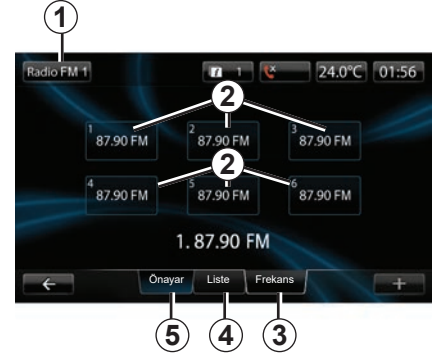 1
Radio FM 1 1 24.0°C 01:56
2
1 87.90 FM 2 87.90 FM 3 87.90 FM
2
4 87.90 FM 5 87.90 FM 6 87.90 FM
1. 87.90 FM
Önayar Liste Frekans
5 4 3